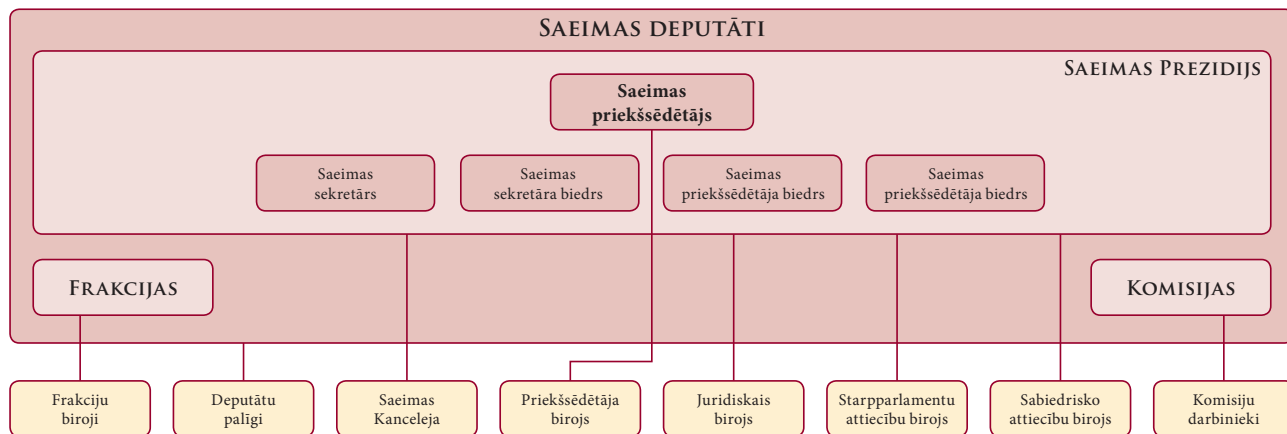 SAEIMAS DEPUTĀTI
SAEIMAS PREZIDIJS
Saeimas
priekšsēdētājs
Saeimas
sekretārs
Saeimas
sekretāra biedrs
Saeimas
priekšsēdētāja biedrs
Saeimas
priekšsēdētāja biedrs
FRAKCIJAS
KOMISIJAS
Frakciju
biroji
Deputātu
palīgi
Saeimas
Kanceleja
Priekšsēdētāja
birojs
Juridiskais
birojs
Starpparlamentu
attiecību birojs
Sabiedrisko
attiecību birojs
Komisiju
darbinieki